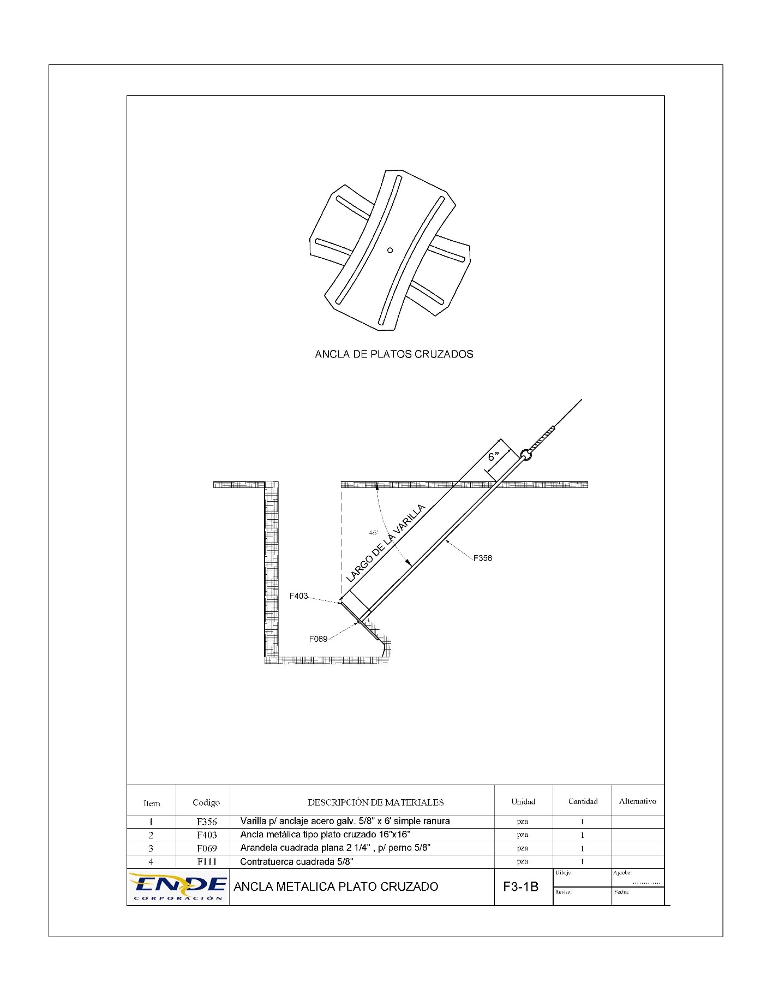 ANCLA DE PLATOS CRUZADOS
6”
45°
LARGO DE LA VARILLA
F356
F403
F069
Item Codigo DESCRIPCIÓN DE MATERIALES Unidad Cantidad Alternativo
1 F356 Varilla p/ anclaje acero galv. 5/8" x 6' simple ranura pza 1
2 F403 Ancla metálica tipo plato cruzado 16"x16" pza 1
3 F069 Arandela cuadrada plana 2 1/4" , p/ perno 5/8" pza 1
4 F111 Contratuerca cuadrada 5/8" pza 1
ENDE
CORPORACIÓN
ANCLA METALICA PLATO CRUZADO
F3-1B
Dibujo: Aprobo:
.............
Reviso: Fecha: